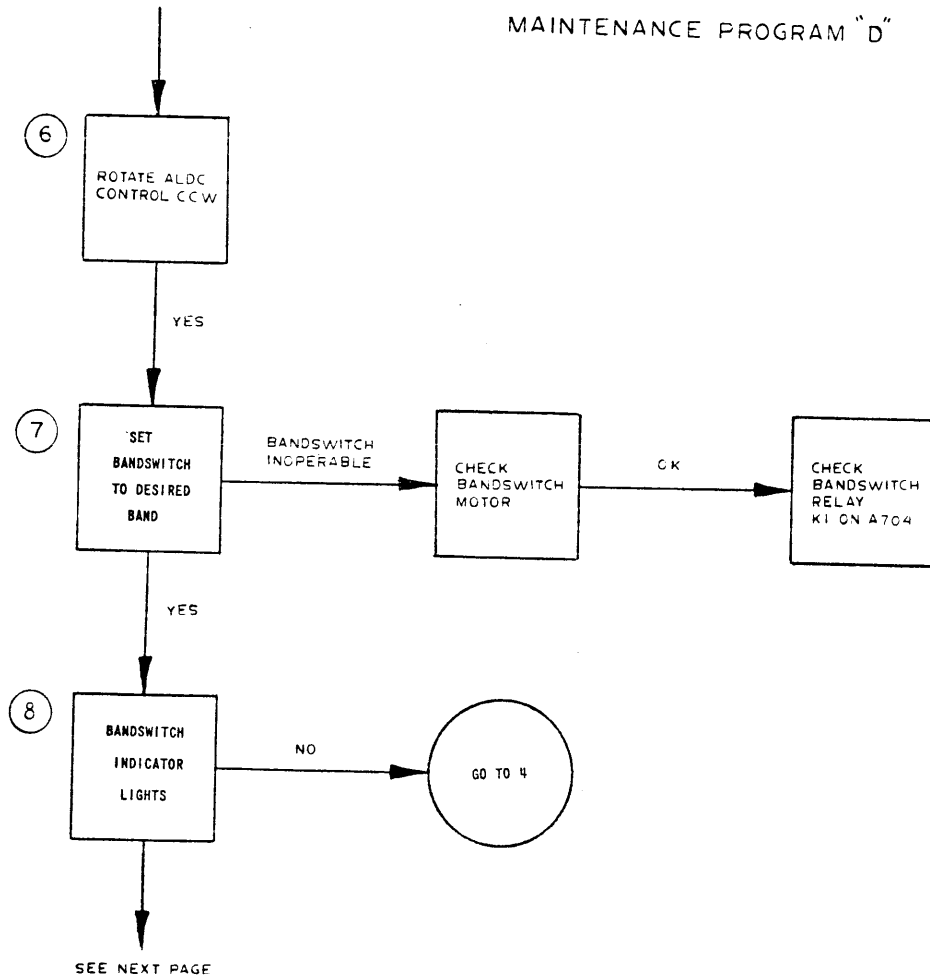 MAINTENANCE PROGRAM "D"
6
ROTATE ALDC
CONTROL CCW
YES
7
SET
BANDSWITCH
TO DESIRED
BAND
BANDSWITCH
INOPERABLE
CHECK
BANDSWITCH
MOTOR
OK
CHECK
BANDSWITCH
RELAY
K1 ON A704
YES
8
BANDSWITCH
INDICATOR
LIGHTS
NO
GO TO 4
SEE NEXT PAGE